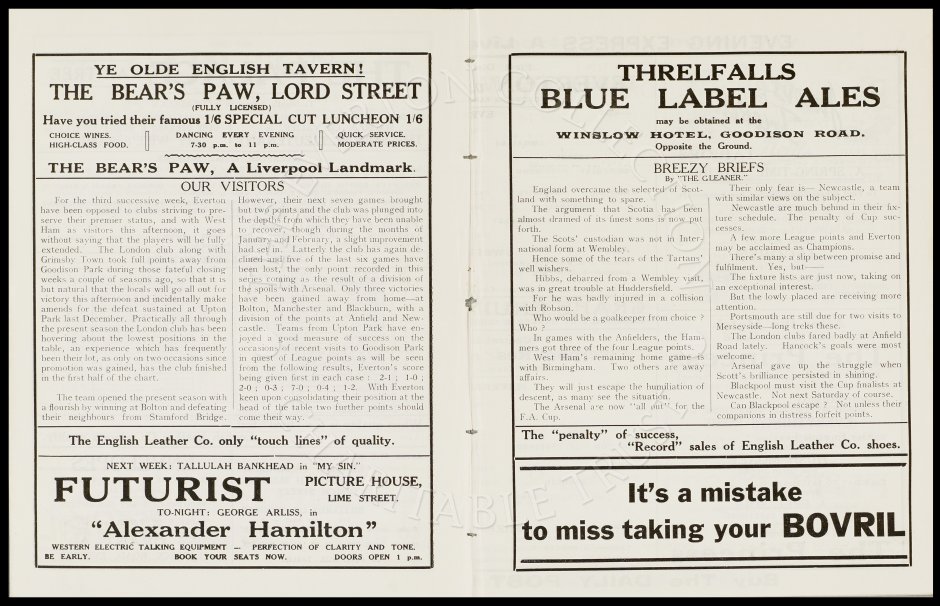 YE OLDE ENGLISH TAVERN!
THE BEAR'S PAW, LORD STREET
(FULLY LICENSED)
Have you tried their famous 1/6 SPECIAL CUT LUNCHEON 1/6
CHOICE WINES.
HIGH-CLASS FOOD.
DANCING EVERY EVENING
7-30 p.m. to 11 p.m.
QUICK SERVICE.
MODERATE PRICES.
THE BEAR'S PAW, A Liverpool Landmark.
OUR VISITORS
For the third successive week, Everton
have been opposed to clubs striving to pre-
serve their premier status, and with West
Ham as visitors this afternoon, it goes
without saying that the players will be fully
extended. The London club along with
Grimsby Town took full points away from
Goodison Park during those fateful closing
weeks a couple of seasons ago, so that it is
but natural that the locals will go all out for
victory this afternoon and incidentally make
amends for the defeat sustained at Upton
Park last December. Practically all through
the present season the London club has been
hovering about the lowest positions in the
table, an experience which has frequently
been their lot, as only on two occasions since
promotion was gained, has the club finished
in the first half of the chart.
The team opened the present season with
a flourish by winning at Bolton and defeating
their neighbours from Stamford Bridge.
However, their next seven games brought
but two points and the club was plunged into
the depths from which they have been unable
to recover, though during the months of
January and February, a slight improvement
had set in. Latterly the club has again de-
clined and five of the last six games have
been lost, the only point recorded in this
series coming as the result of a division of
the spoils with Arsenal. Only three victories
have been gained away from home—at
Bolton, Manchester and Blackburn, with a
division of the points at Anfield and New-
castle. Teams from Upton Park have en-
joyed a good measure of success on the
occasions of recent visits to Goodison Park
in quest of League points as will be seen
from the following results, Everton's score
being given first in each case: 2-1; 1-0;
2-0; 0-3; 7-0; 0-4; 1-2. With Everton
keen upon consolidating their position at the
head of the table two further points should
come their way.
The English Leather Co. only "touch lines" of quality.
NEXT WEEK: TALLULAH BANKHEAD in "MY SIN."
FUTURIST PICTURE HOUSE,
LIME STREET.
TO-NIGHT: GEORGE ARLISS, in
"Alexander Hamilton"
WESTERN ELECTRIC TALKING EQUIPMENT — PERFECTION OF CLARITY AND TONE.
BE EARLY. BOOK YOUR SEATS NOW. DOORS OPEN 1 p.m.
THRELFALLS
BLUE LABEL ALES
may be obtained at the
WINSLOW HOTEL, GOODISON ROAD.
Opposite the Ground.
BREEZY BRIEFS
By "THE GLEANER."
England overcame the selected of Scot-
land with something to spare.
The argument that Scotia has been
almost drained of its finest sons is now put
forth.
The Scots' custodian was not in Inter-
national form at Wembley.
Hence some of the tears of the Tartans'
well wishers.
Hibbs, debarred from a Wembley visit,
was in great trouble at Huddersfield.
For he was badly injured in a collision
with Robson.
Who would be a goalkeeper from choice?
Who?
In games with the Anfielders, the Ham-
mers got three of the four League points.
West Ham's remaining home game is
with Birmingham. Two others are away
affairs.
They will just escape the humiliation of
descent, as many see the situation.
The Arsenal are now "all out" for the
F.A. Cup.
Their only fear is—Newcastle, a team
with similar views on the subject.
Newcastle are much behind in their fix-
ture schedule. The penalty of Cup suc-
cesses.
A few more League points and Everton
may be acclaimed as Champions.
There's many a slip between promise and
fulfilment. Yes, but——
The fixture lists are just now, taking on
an exceptional interest.
But the lowly placed are receiving more
attention.
Portsmouth are still due for two visits to
Merseyside—long treks these.
The London clubs fared badly at Anfield
Road lately. Hancock's goals were most
welcome.
Arsenal gave up the struggle when
Scott's brilliance persisted in shining.
Blackpool must visit the Cup finalists at
Newcastle. Not next Saturday of course.
Can Blackpool escape? Not unless their
companions in distress forfeit points.
The "penalty" of success,
"Record" sales of English Leather Co. shoes.
It's a mistake
to miss taking your BOVRIL